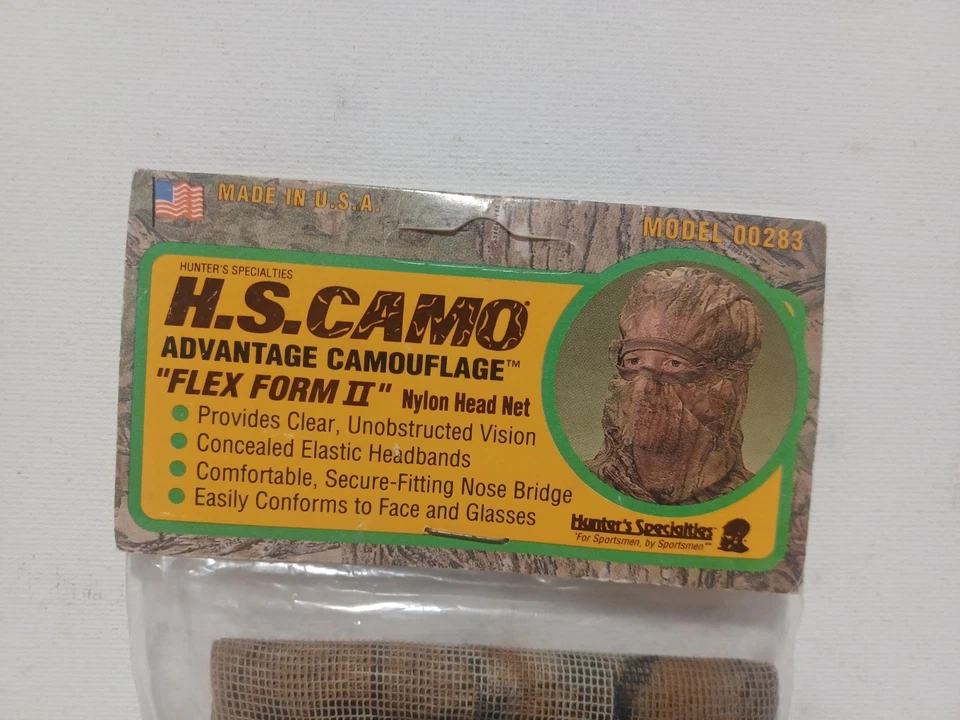 MADE IN U.S.A.
MODEL 00283
HUNTER'S SPECIALTIES
H.S.CAMO®
ADVANTAGE CAMOUFLAGE™
"FLEX FORM II" Nylon Head Net
Provides Clear, Unobstructed Vision
Concealed Elastic Headbands
Comfortable, Secure-Fitting Nose Bridge
Easily Conforms to Face and Glasses
Hunter's Specialties
"For Sportsmen, by Sportsmen"